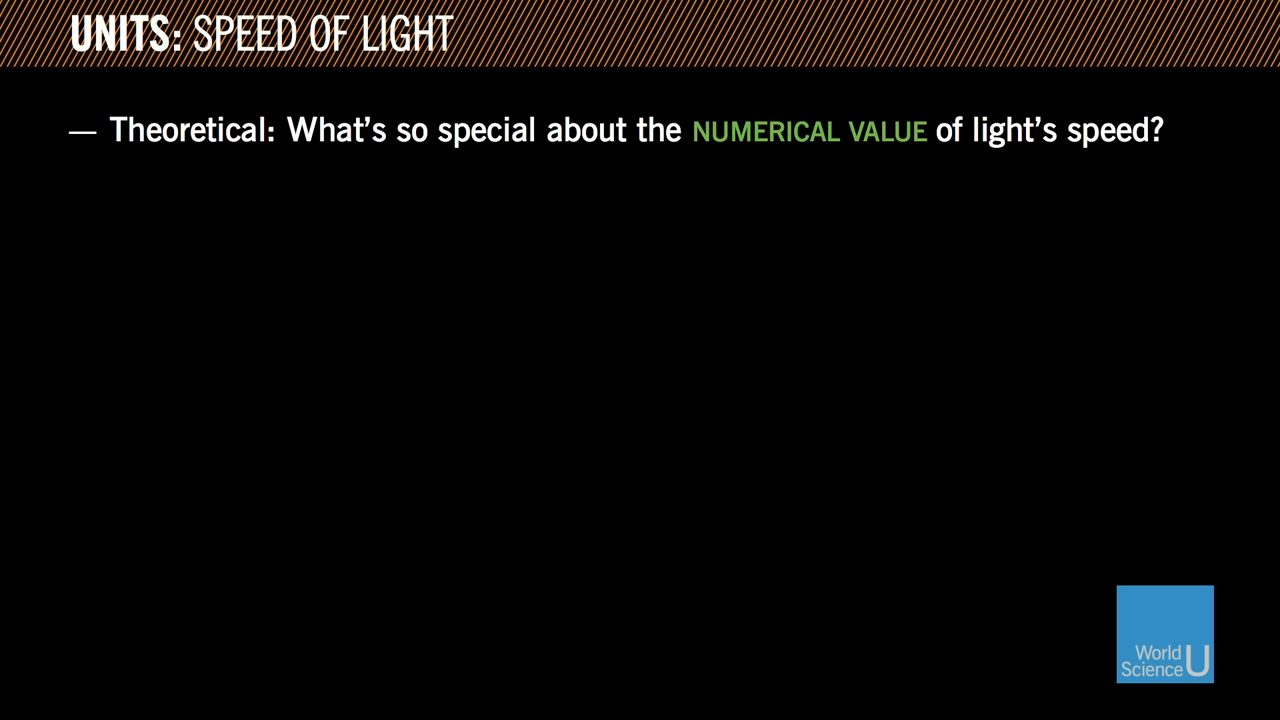 UNITS: SPEED OF LIGHT
— Theoretical: What's so special about the NUMERICAL VALUE of light's speed?
World
Science U